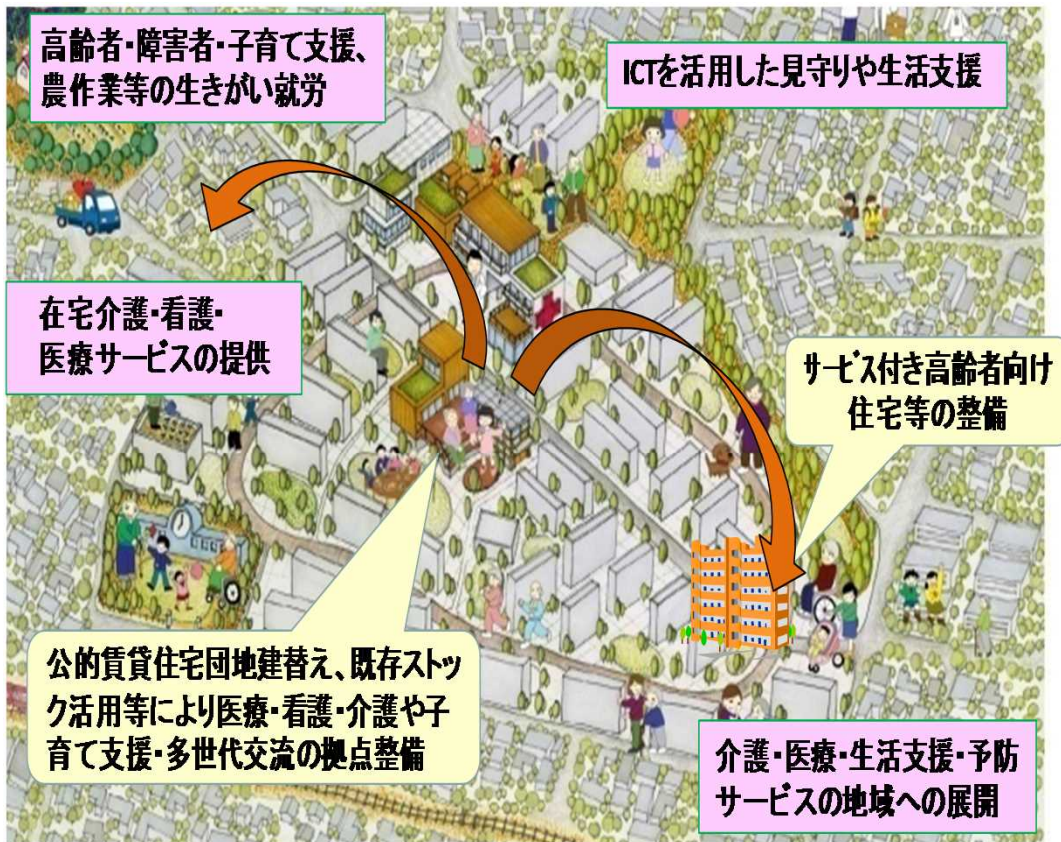 高齢者・障害者・子育て支援、
農作業等の生きがい就労
ICTを活用した見守りや生活支援
在宅介護・看護・
医療サービスの提供
サービス付き高齢者向け
住宅等の整備
公的賃貸住宅団地建替え、既存ストッ
ク活用等により医療・看護・介護や子
育て支援・多世代交流の拠点整備
介護・医療・生活支援・予防
サービスの地域への展開